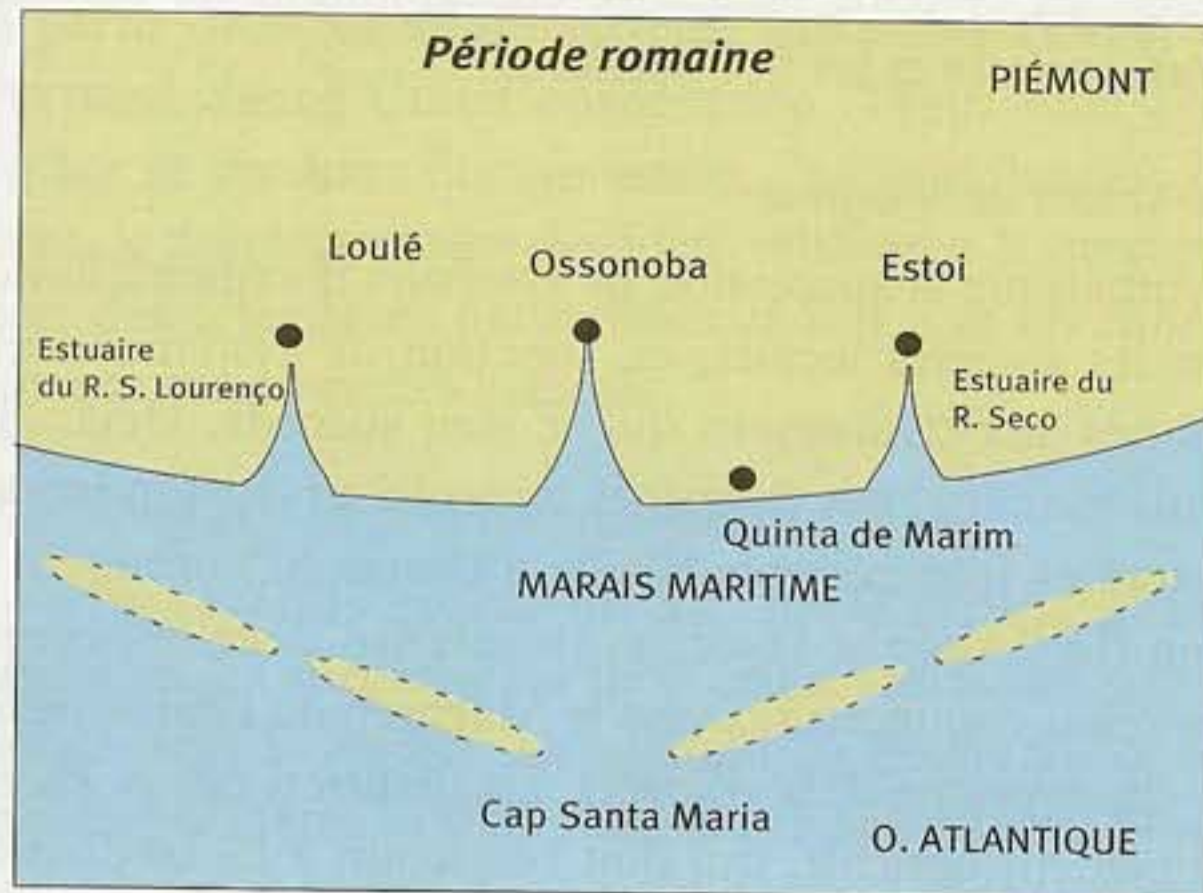 Période romaine
PIÉMONT
Loulé
Ossonoba
Estoi
Estuaire
du R. S. Lourenço
Estuaire du
R. Seco
Quinta de Marim
MARAIS MARITIME
Cap Santa Maria
O. ATLANTIQUE